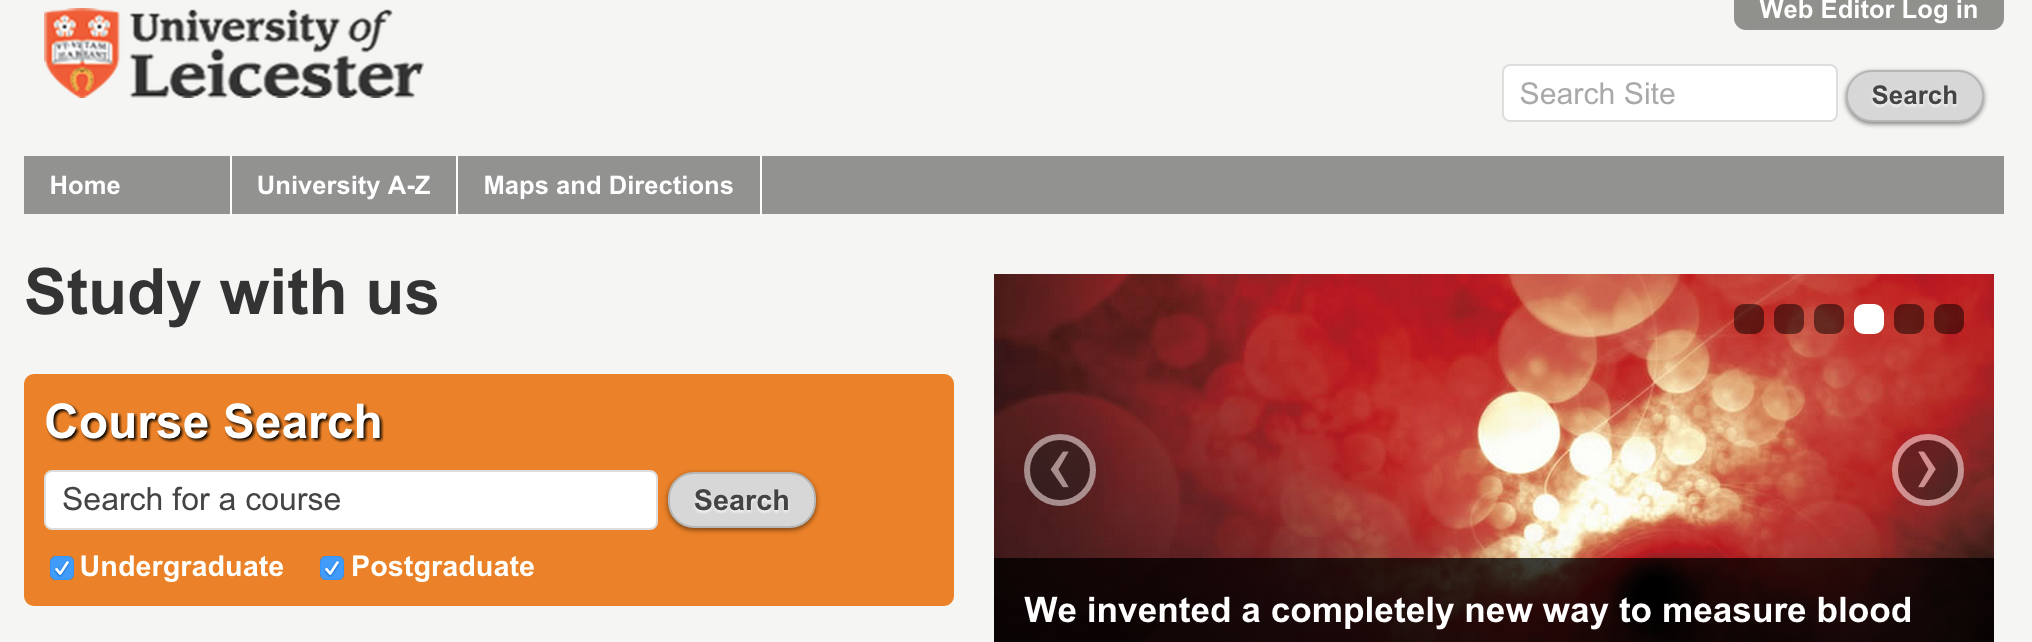 University of
Leicester
Web Editor Log in
Search Site
Search
Home
University A-Z
Maps and Directions
Study with us
Course Search
Search for a course
Search
Undergraduate
Postgraduate
We invented a completely new way to measure blood